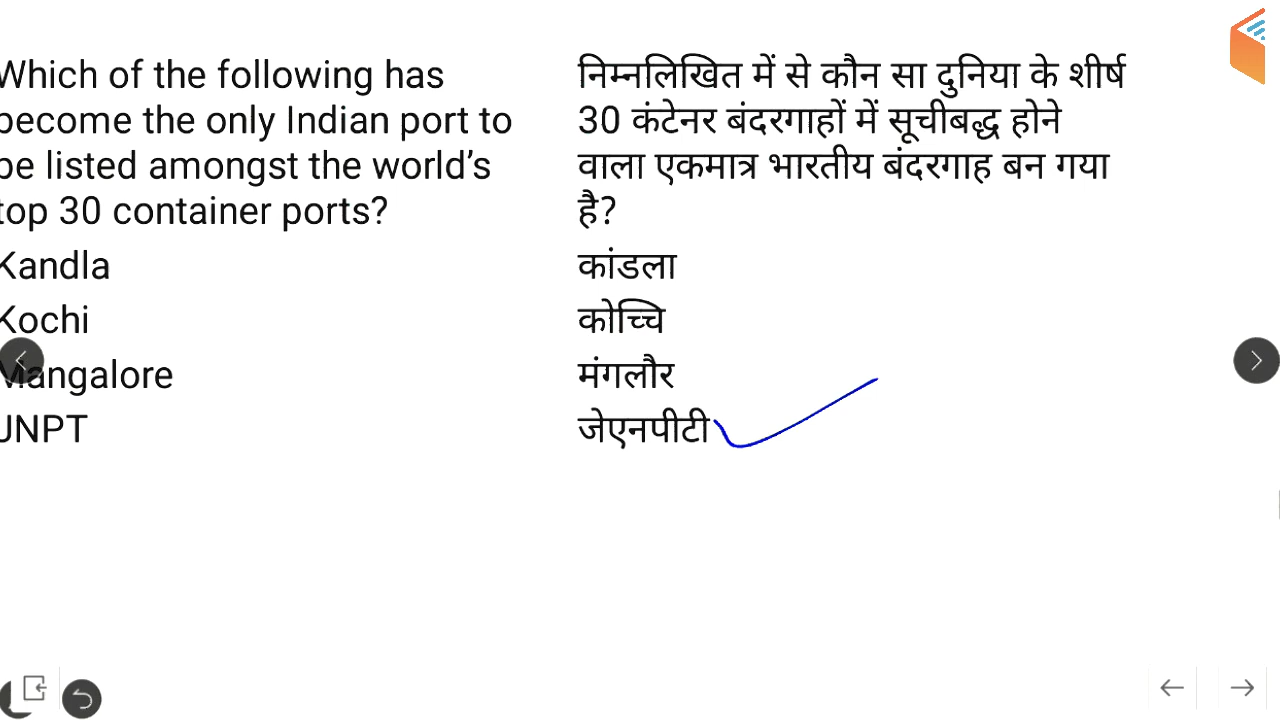 Which of the following has
become the only Indian port to
be listed amongst the world's
top 30 container ports?
Kandla
Kochi
Mangalore
JNPT
निम्नलिखित में से कौन सा दुनिया के शीर्ष
30 कंटेनर बंदरगाहों में सूचीबद्ध होने
वाला एकमात्र भारतीय बंदरगाह बन गया
है?
कांडला
कोच्चि
मंगलौर
जेएनपीटी